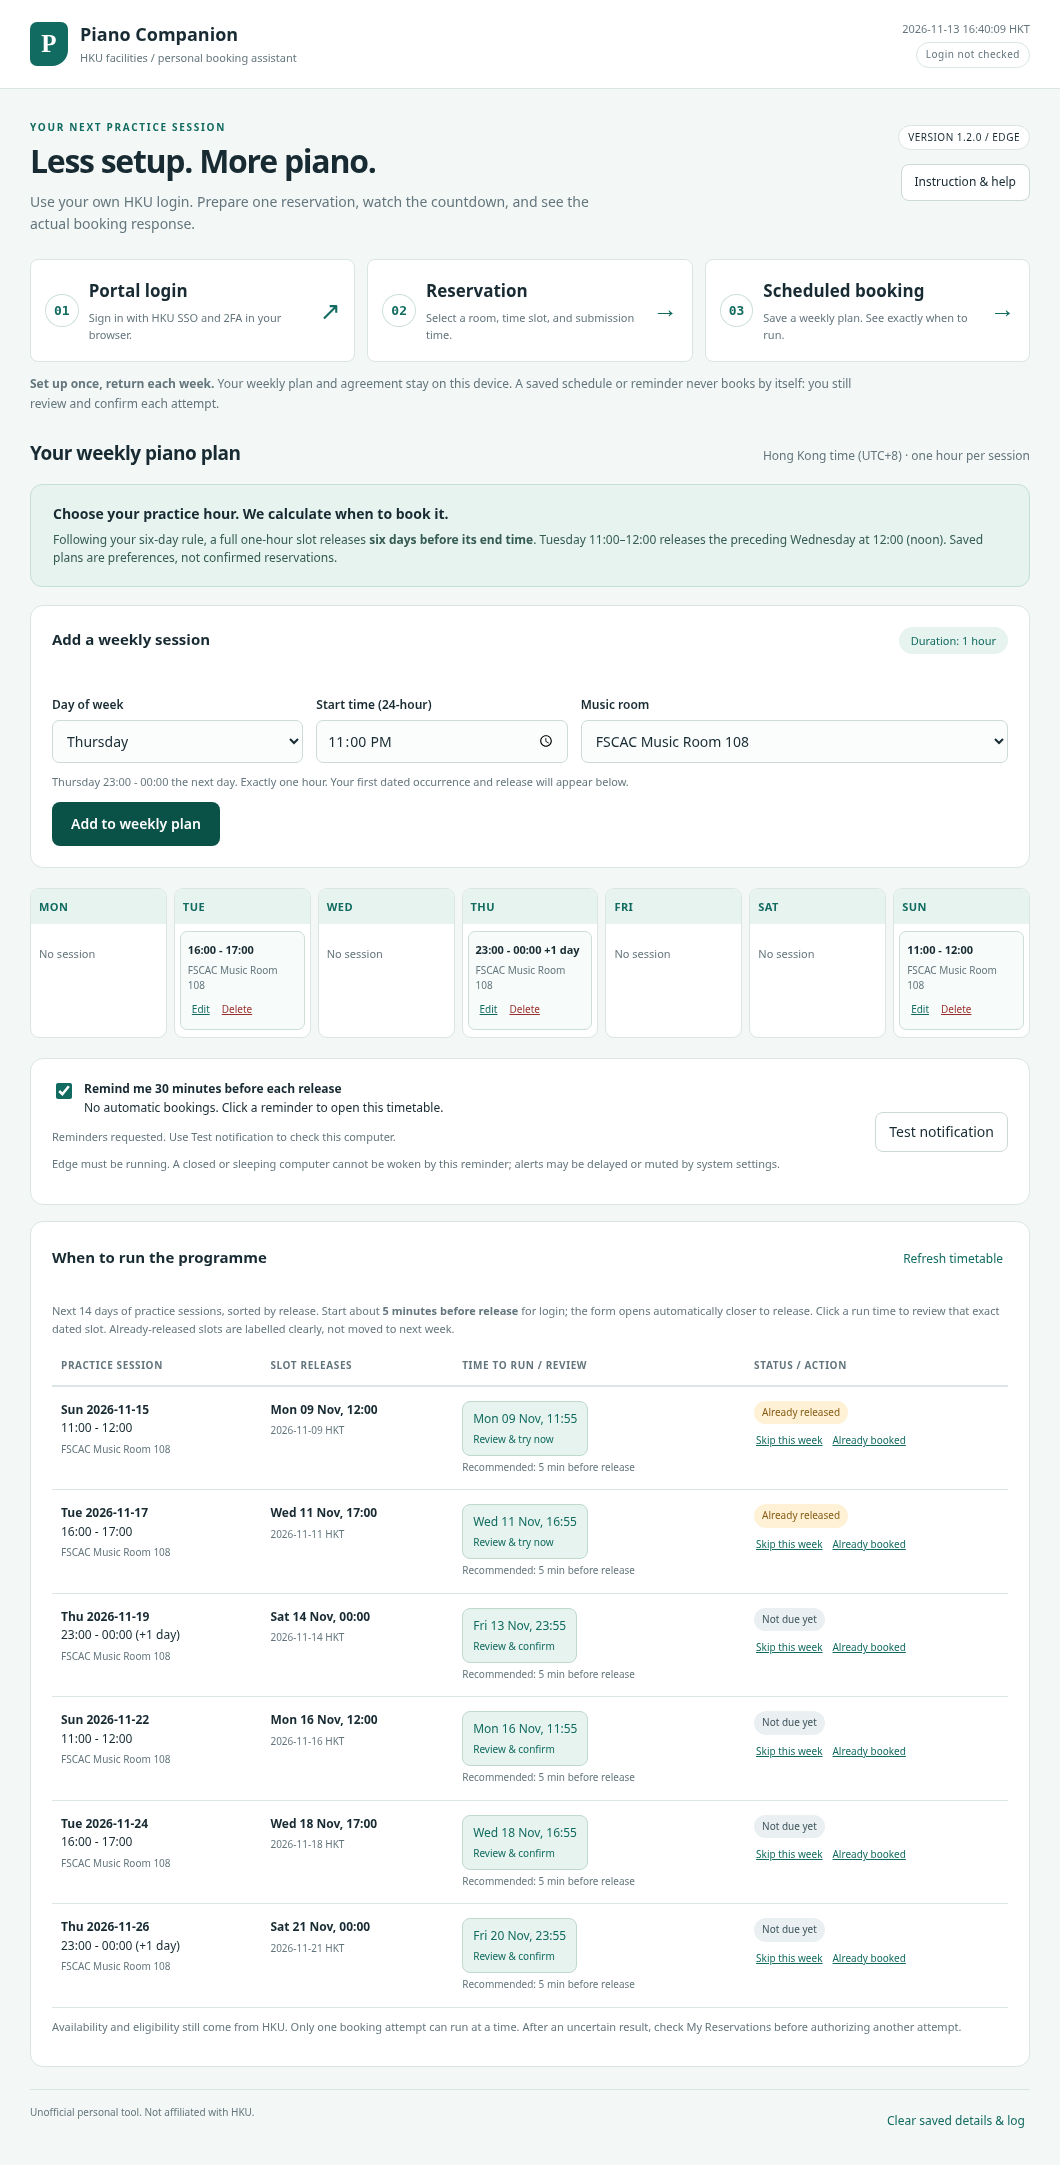 P
Piano Companion
HKU facilities / personal booking assistant
2026-11-13 16:40:09 HKT
Login not checked
YOUR NEXT PRACTICE SESSION
Less setup. More piano.
Use your own HKU login. Prepare one reservation, watch the countdown, and see the
actual booking response.
VERSION 1.2.0 / EDGE
Instruction & help
01
Portal login
Sign in with HKU SSO and 2FA in your
browser.
↗
02
Reservation
Select a room, time slot, and submission
time.
→
03
Scheduled booking
Save a weekly plan. See exactly when to
run.
→
Set up once, return each week. Your weekly plan and agreement stay on this device. A saved schedule or reminder never books by itself: you still
review and confirm each attempt.
Your weekly piano plan
Hong Kong time (UTC+8) · one hour per session
Choose your practice hour. We calculate when to book it.
Following your six-day rule, a full one-hour slot releases six days before its end time. Tuesday 11:00–12:00 releases the preceding Wednesday at 12:00 (noon). Saved
plans are preferences, not confirmed reservations.
Add a weekly session
Duration: 1 hour
Day of week
Start time (24-hour)
Music room
Thursday
11:00 PM
FSCAC Music Room 108
Thursday 23:00 - 00:00 the next day. Exactly one hour. Your first dated occurrence and release will appear below.
Add to weekly plan
MON
No session
TUE
16:00 - 17:00
FSCAC Music Room
108
Edit Delete
WED
No session
THU
23:00 - 00:00 +1 day
FSCAC Music Room
108
Edit Delete
FRI
No session
SAT
No session
SUN
11:00 - 12:00
FSCAC Music Room
108
Edit Delete
Remind me 30 minutes before each release
No automatic bookings. Click a reminder to open this timetable.
Reminders requested. Use Test notification to check this computer.
Edge must be running. A closed or sleeping computer cannot be woken by this reminder; alerts may be delayed or muted by system settings.
Test notification
When to run the programme
Refresh timetable
Next 14 days of practice sessions, sorted by release. Start about 5 minutes before release for login; the form opens automatically closer to release. Click a run time to review that exact
dated slot. Already-released slots are labelled clearly, not moved to next week.
PRACTICE SESSION SLOT RELEASES TIME TO RUN / REVIEW STATUS / ACTION
Sun 2026-11-15
11:00 - 12:00
FSCAC Music Room 108
Mon 09 Nov, 12:00
2026-11-09 HKT
Mon 09 Nov, 11:55
Review & try now
Recommended: 5 min before release
Already released
Skip this week Already booked
Tue 2026-11-17
16:00 - 17:00
FSCAC Music Room 108
Wed 11 Nov, 17:00
2026-11-11 HKT
Wed 11 Nov, 16:55
Review & try now
Recommended: 5 min before release
Already released
Skip this week Already booked
Thu 2026-11-19
23:00 - 00:00 (+1 day)
FSCAC Music Room 108
Sat 14 Nov, 00:00
2026-11-14 HKT
Fri 13 Nov, 23:55
Review & confirm
Recommended: 5 min before release
Not due yet
Skip this week Already booked
Sun 2026-11-22
11:00 - 12:00
FSCAC Music Room 108
Mon 16 Nov, 12:00
2026-11-16 HKT
Mon 16 Nov, 11:55
Review & confirm
Recommended: 5 min before release
Not due yet
Skip this week Already booked
Tue 2026-11-24
16:00 - 17:00
FSCAC Music Room 108
Wed 18 Nov, 17:00
2026-11-18 HKT
Wed 18 Nov, 16:55
Review & confirm
Recommended: 5 min before release
Not due yet
Skip this week Already booked
Thu 2026-11-26
23:00 - 00:00 (+1 day)
FSCAC Music Room 108
Sat 21 Nov, 00:00
2026-11-21 HKT
Fri 20 Nov, 23:55
Review & confirm
Recommended: 5 min before release
Not due yet
Skip this week Already booked
Availability and eligibility still come from HKU. Only one booking attempt can run at a time. After an uncertain result, check My Reservations before authorizing another attempt.
Unofficial personal tool. Not affiliated with HKU.
Clear saved details & log